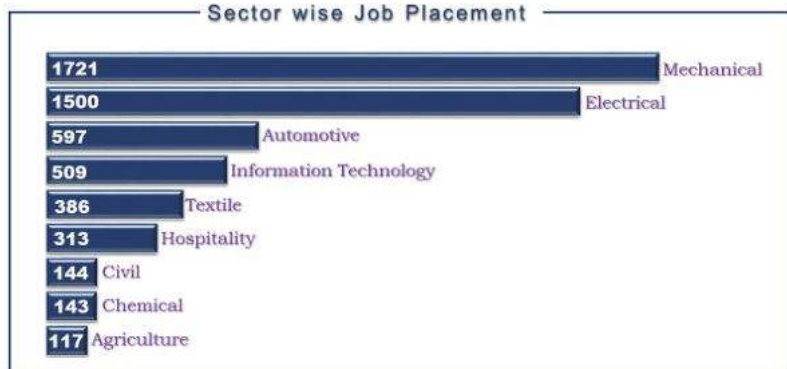 Sector wise Job Placement
1721 Mechanical
1500 Electrical
597 Automotive
509 Information Technology
386 Textile
313 Hospitality
144 Civil
143 Chemical
117 Agriculture